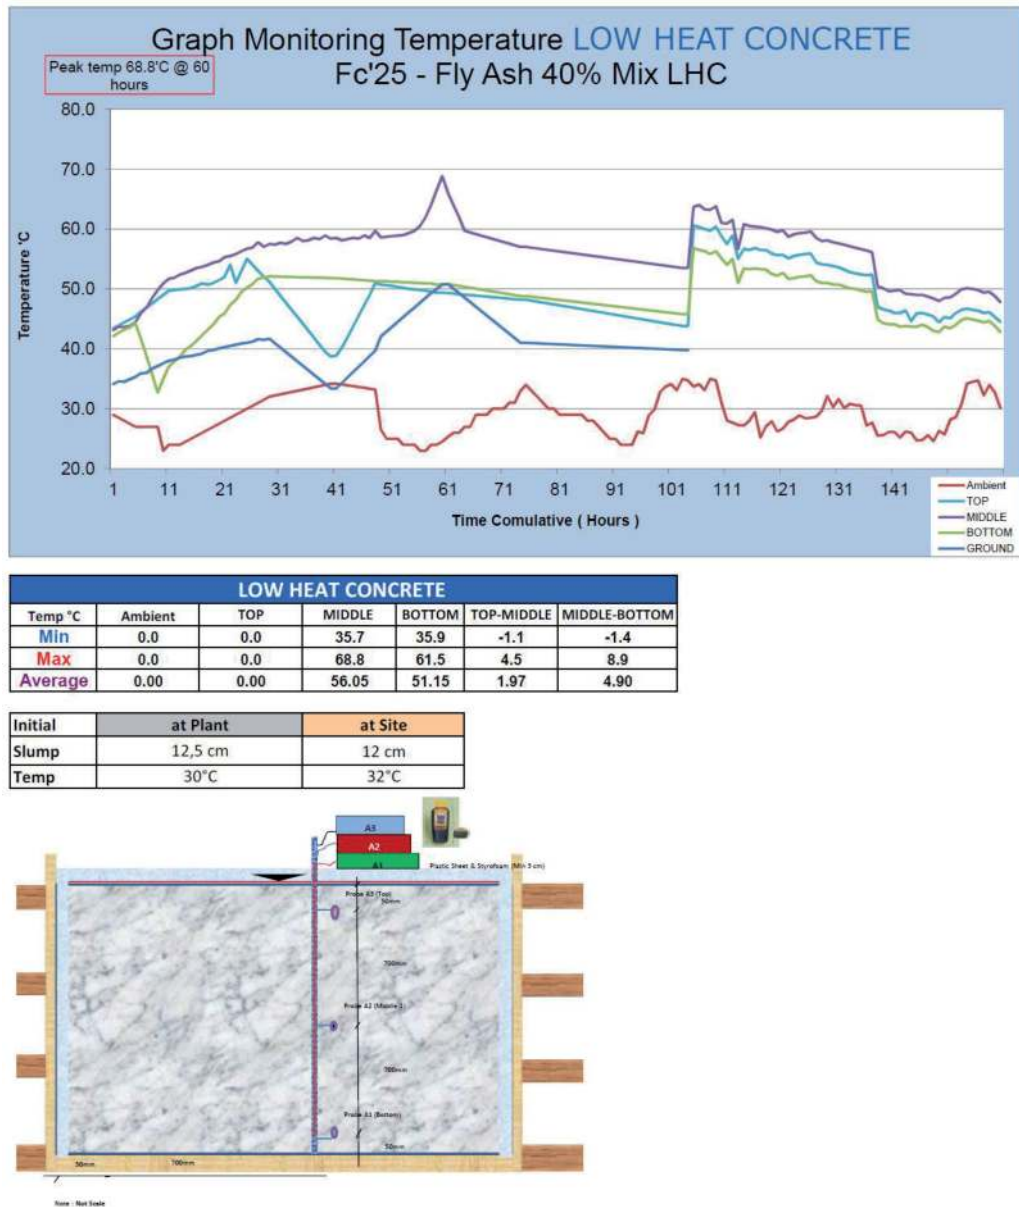 Graph Monitoring Temperature LOW HEAT CONCRETE
Fc'25 - Fly Ash 40% Mix LHC
Peak temp 68.8'C @ 60
hours
Temperature 'C
80.0
70.0
60.0
50.0
40.0
30.0
20.0
1 11 21 31 41 51 61 71 81 91 101 111 121 131 141
Time Comulative ( Hours )
Ambient
TOP
MIDDLE
BOTTOM
GROUND
LOW HEAT CONCRETE
Temp °C Ambient TOP MIDDLE BOTTOM TOP-MIDDLE MIDDLE-BOTTOM
Min 0.0 0.0 35.7 35.9 -1.1 -1.4
Max 0.0 0.0 68.8 61.5 4.5 8.9
Average 0.00 0.00 56.05 51.15 1.97 4.90
Initial at Plant at Site
Slump 12,5 cm 12 cm
Temp 30°C 32°C
A3
A2
A1
Plastic Sheet & Styrofoam (Min 5 cm)
Probe A3 (Top)
50mm
700mm
Probe A2 (Middle
700mm
Probe A1 (Bottom)
50mm
50mm 700mm
Not Scale